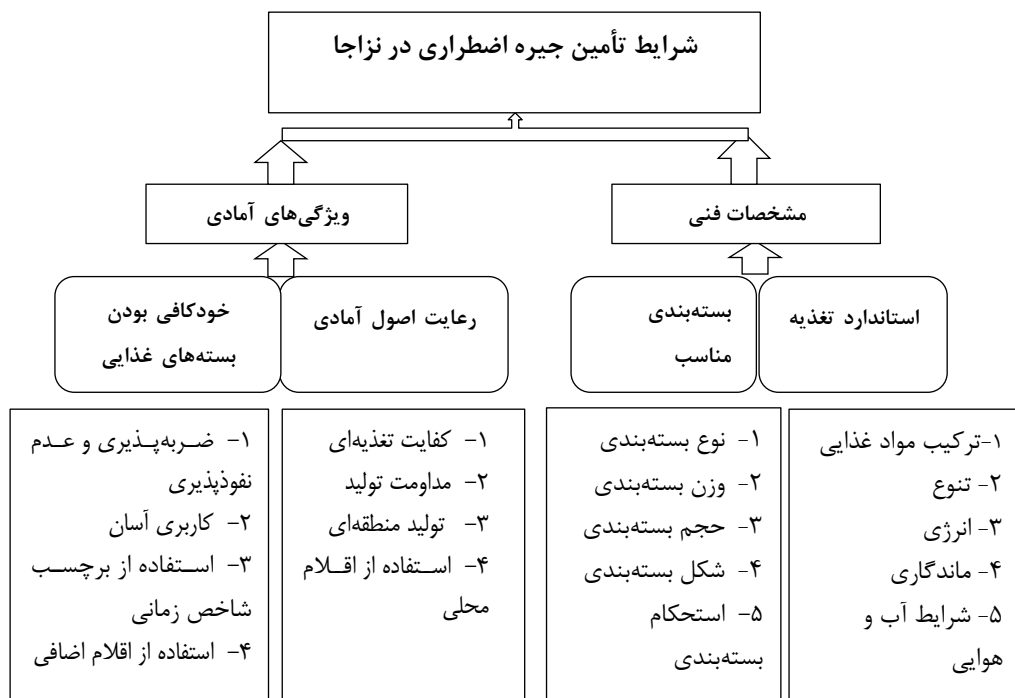 شرایط تأمین جیره اضطراری در نزاجا
مشخصات فنی
ویژگی‌های آمادی
استاندارد تغذیه
بسته‌بندی
مناسب
رعایت اصول آمادی
خودکافی بودن
بسته‌های غذایی
۱-ترکیب مواد غذایی
۲- تنوع
۳- انرژی
۴- ماندگاری
۵- شرایط آب و
هوایی
۱- نوع بسته‌بندی
۲- وزن بسته‌بندی
۳- حجم بسته‌بندی
۴- شکل بسته‌بندی
۵- استحکام
بسته‌بندی
۱- کفایت تغذیه‌ای
۲- مداومت تولید
۳- تولید منطقه‌ای
۴- استفاده از اقلام
محلی
۱- ضربه‌پذیری و عدم
نفوذپذیری
۲- کاربری آسان
۳- استفاده از برچسب
شاخص زمانی
۴- استفاده از اقلام اضافی